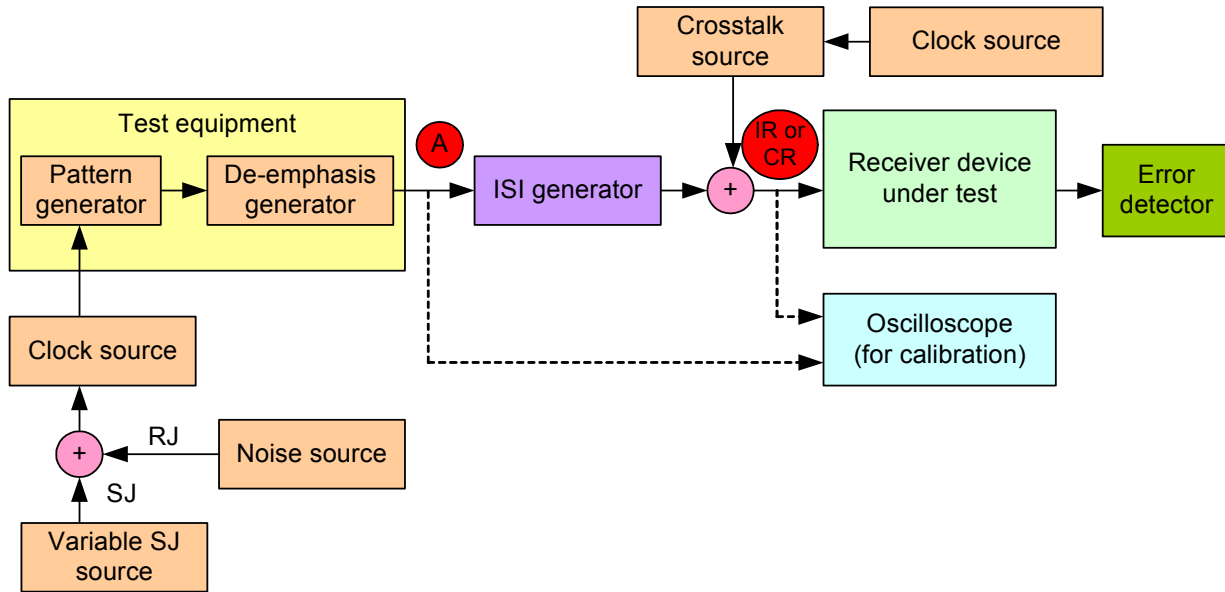 Crosstalk
source
Clock source
Test equipment
A
IR or
CR
Pattern
generator
De-emphasis
generator
ISI generator
+
Receiver device
under test
Error
detector
Clock source
Oscilloscope
(for calibration)
+
RJ
Noise source
SJ
Variable SJ
source